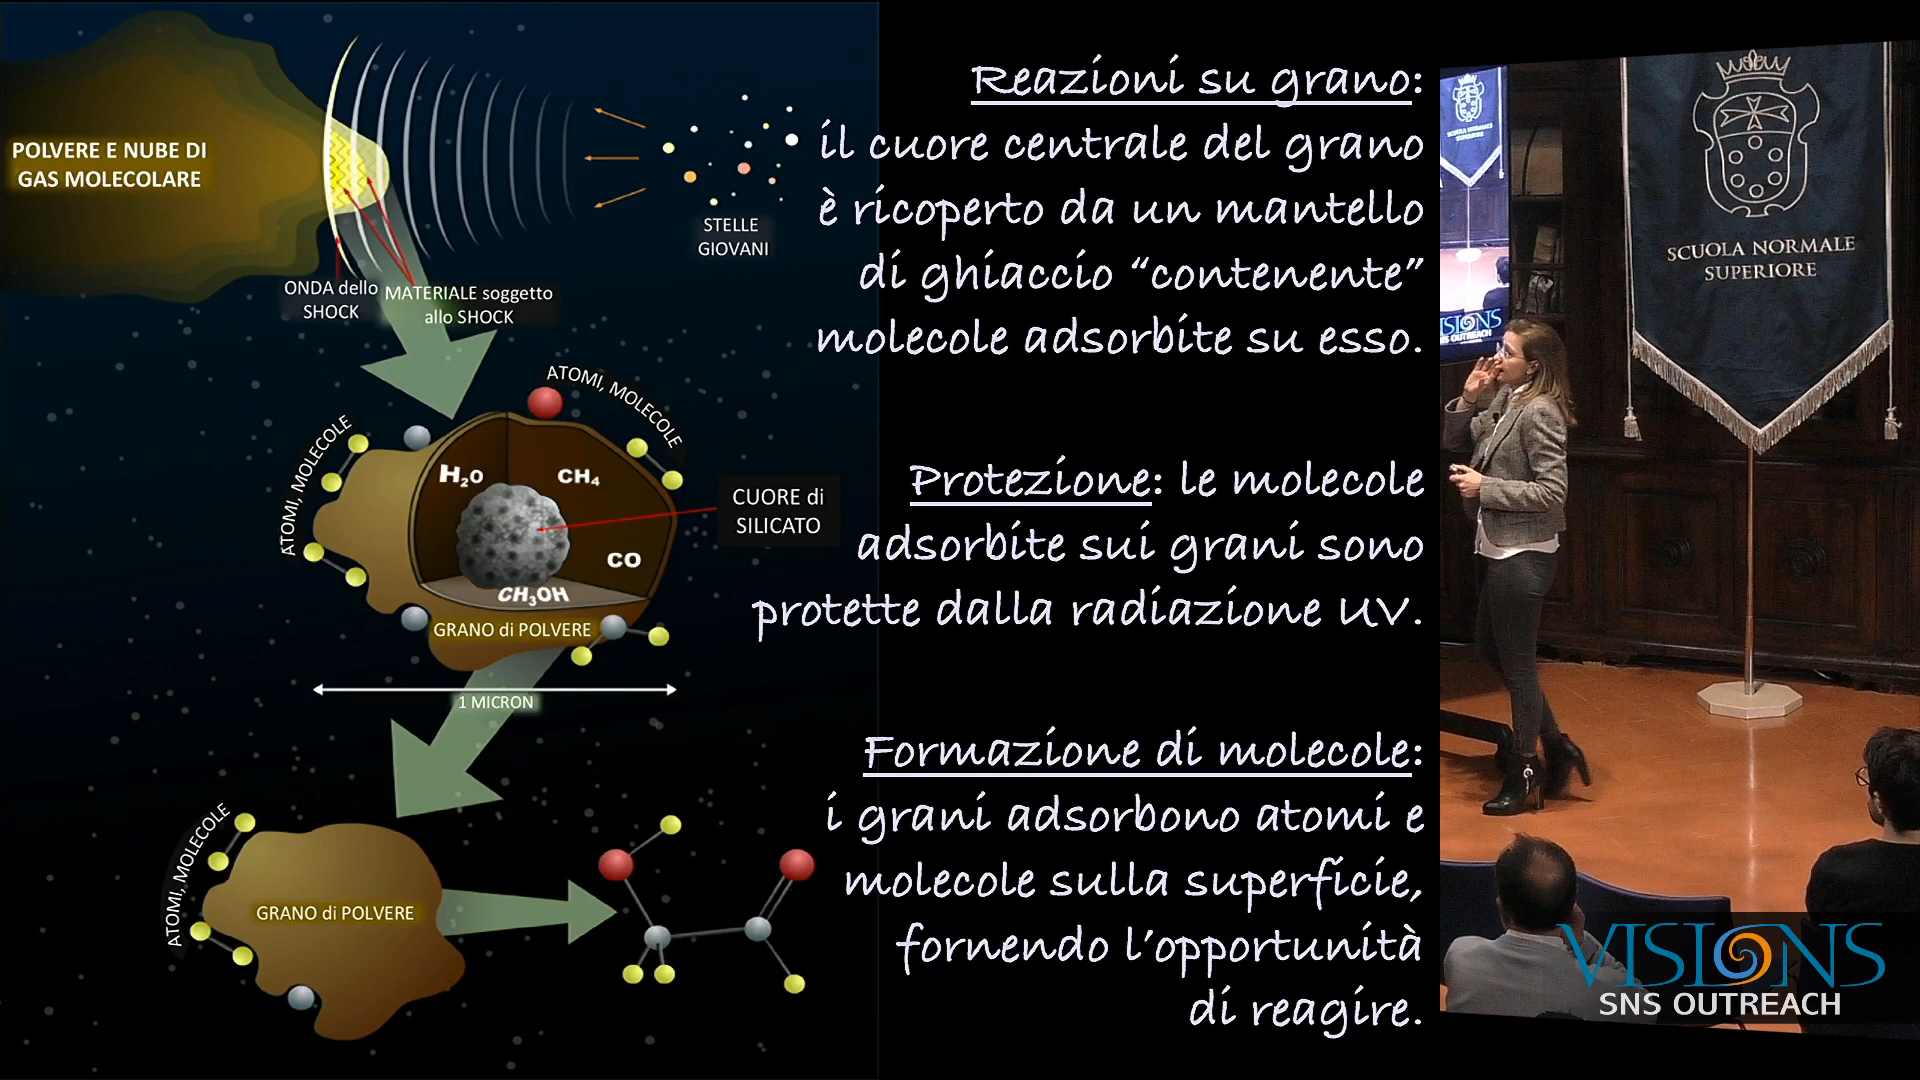 POLVERE E NUBE DI
GAS MOLECOLARE
STELLE
GIOVANI
ONDA dello
SHOCK
MATERIALE soggetto
allo SHOCK
ATOMI, MOLECOLE
ATOMI, MOLECOLE
H₂O
CH₄
CO
CH₃OH
CUORE di
SILICATO
GRANO di POLVERE
1 MICRON
ATOMI, MOLECOLE
GRANO di POLVERE
Reazioni su grano:
il cuore centrale del grano
è ricoperto da un mantello
di ghiaccio “contenente”
molecole adsorbite su esso.
Protezione: le molecole
adsorbite sui grani sono
protette dalla radiazione UV.
Formazione di molecole:
i grani adsorbono atomi e
molecole sulla superficie,
fornendo l’opportunità
di reagire.
SCUOLA NORMALE
SUPERIORE
SCUOLA NORMALE
SUPERIORE
VISIONS
SNS OUTREACH